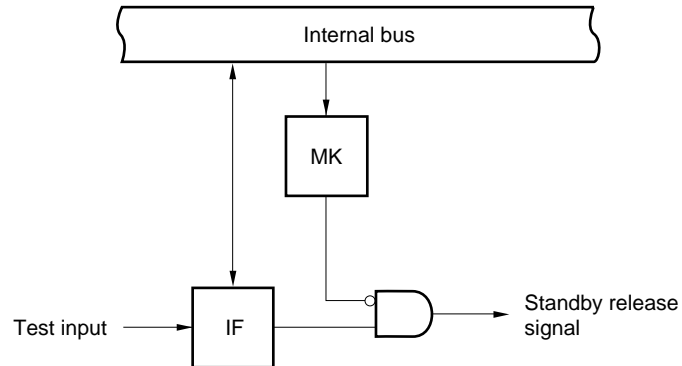 Internal bus
MK
Test input
IF
Standby release
signal